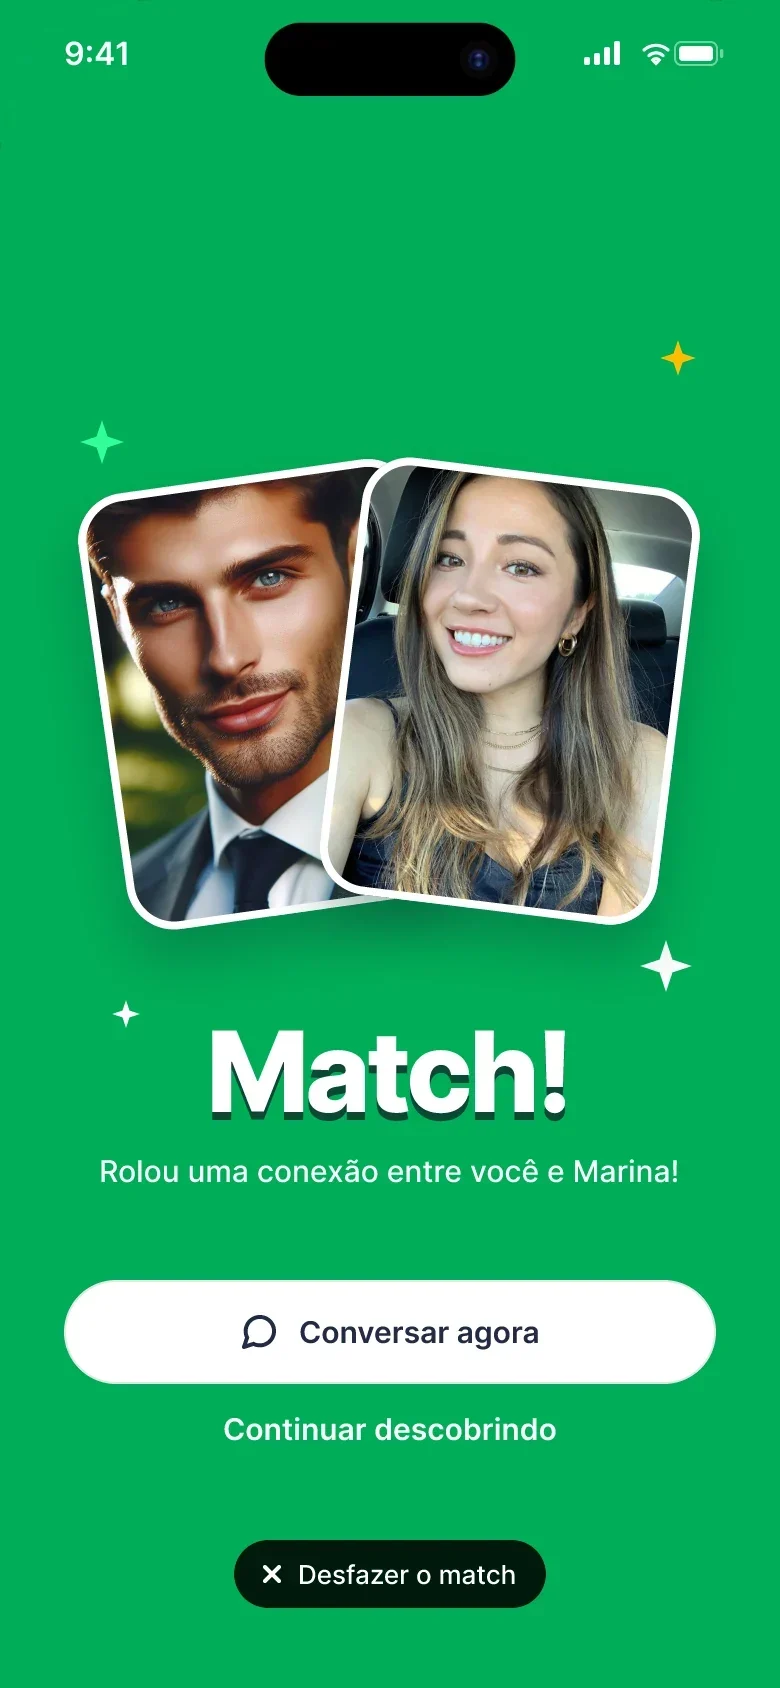 9:41
Match!
Rolou uma conexão entre você e Marina!
Conversar agora
Continuar descobrindo
Desfazer o match